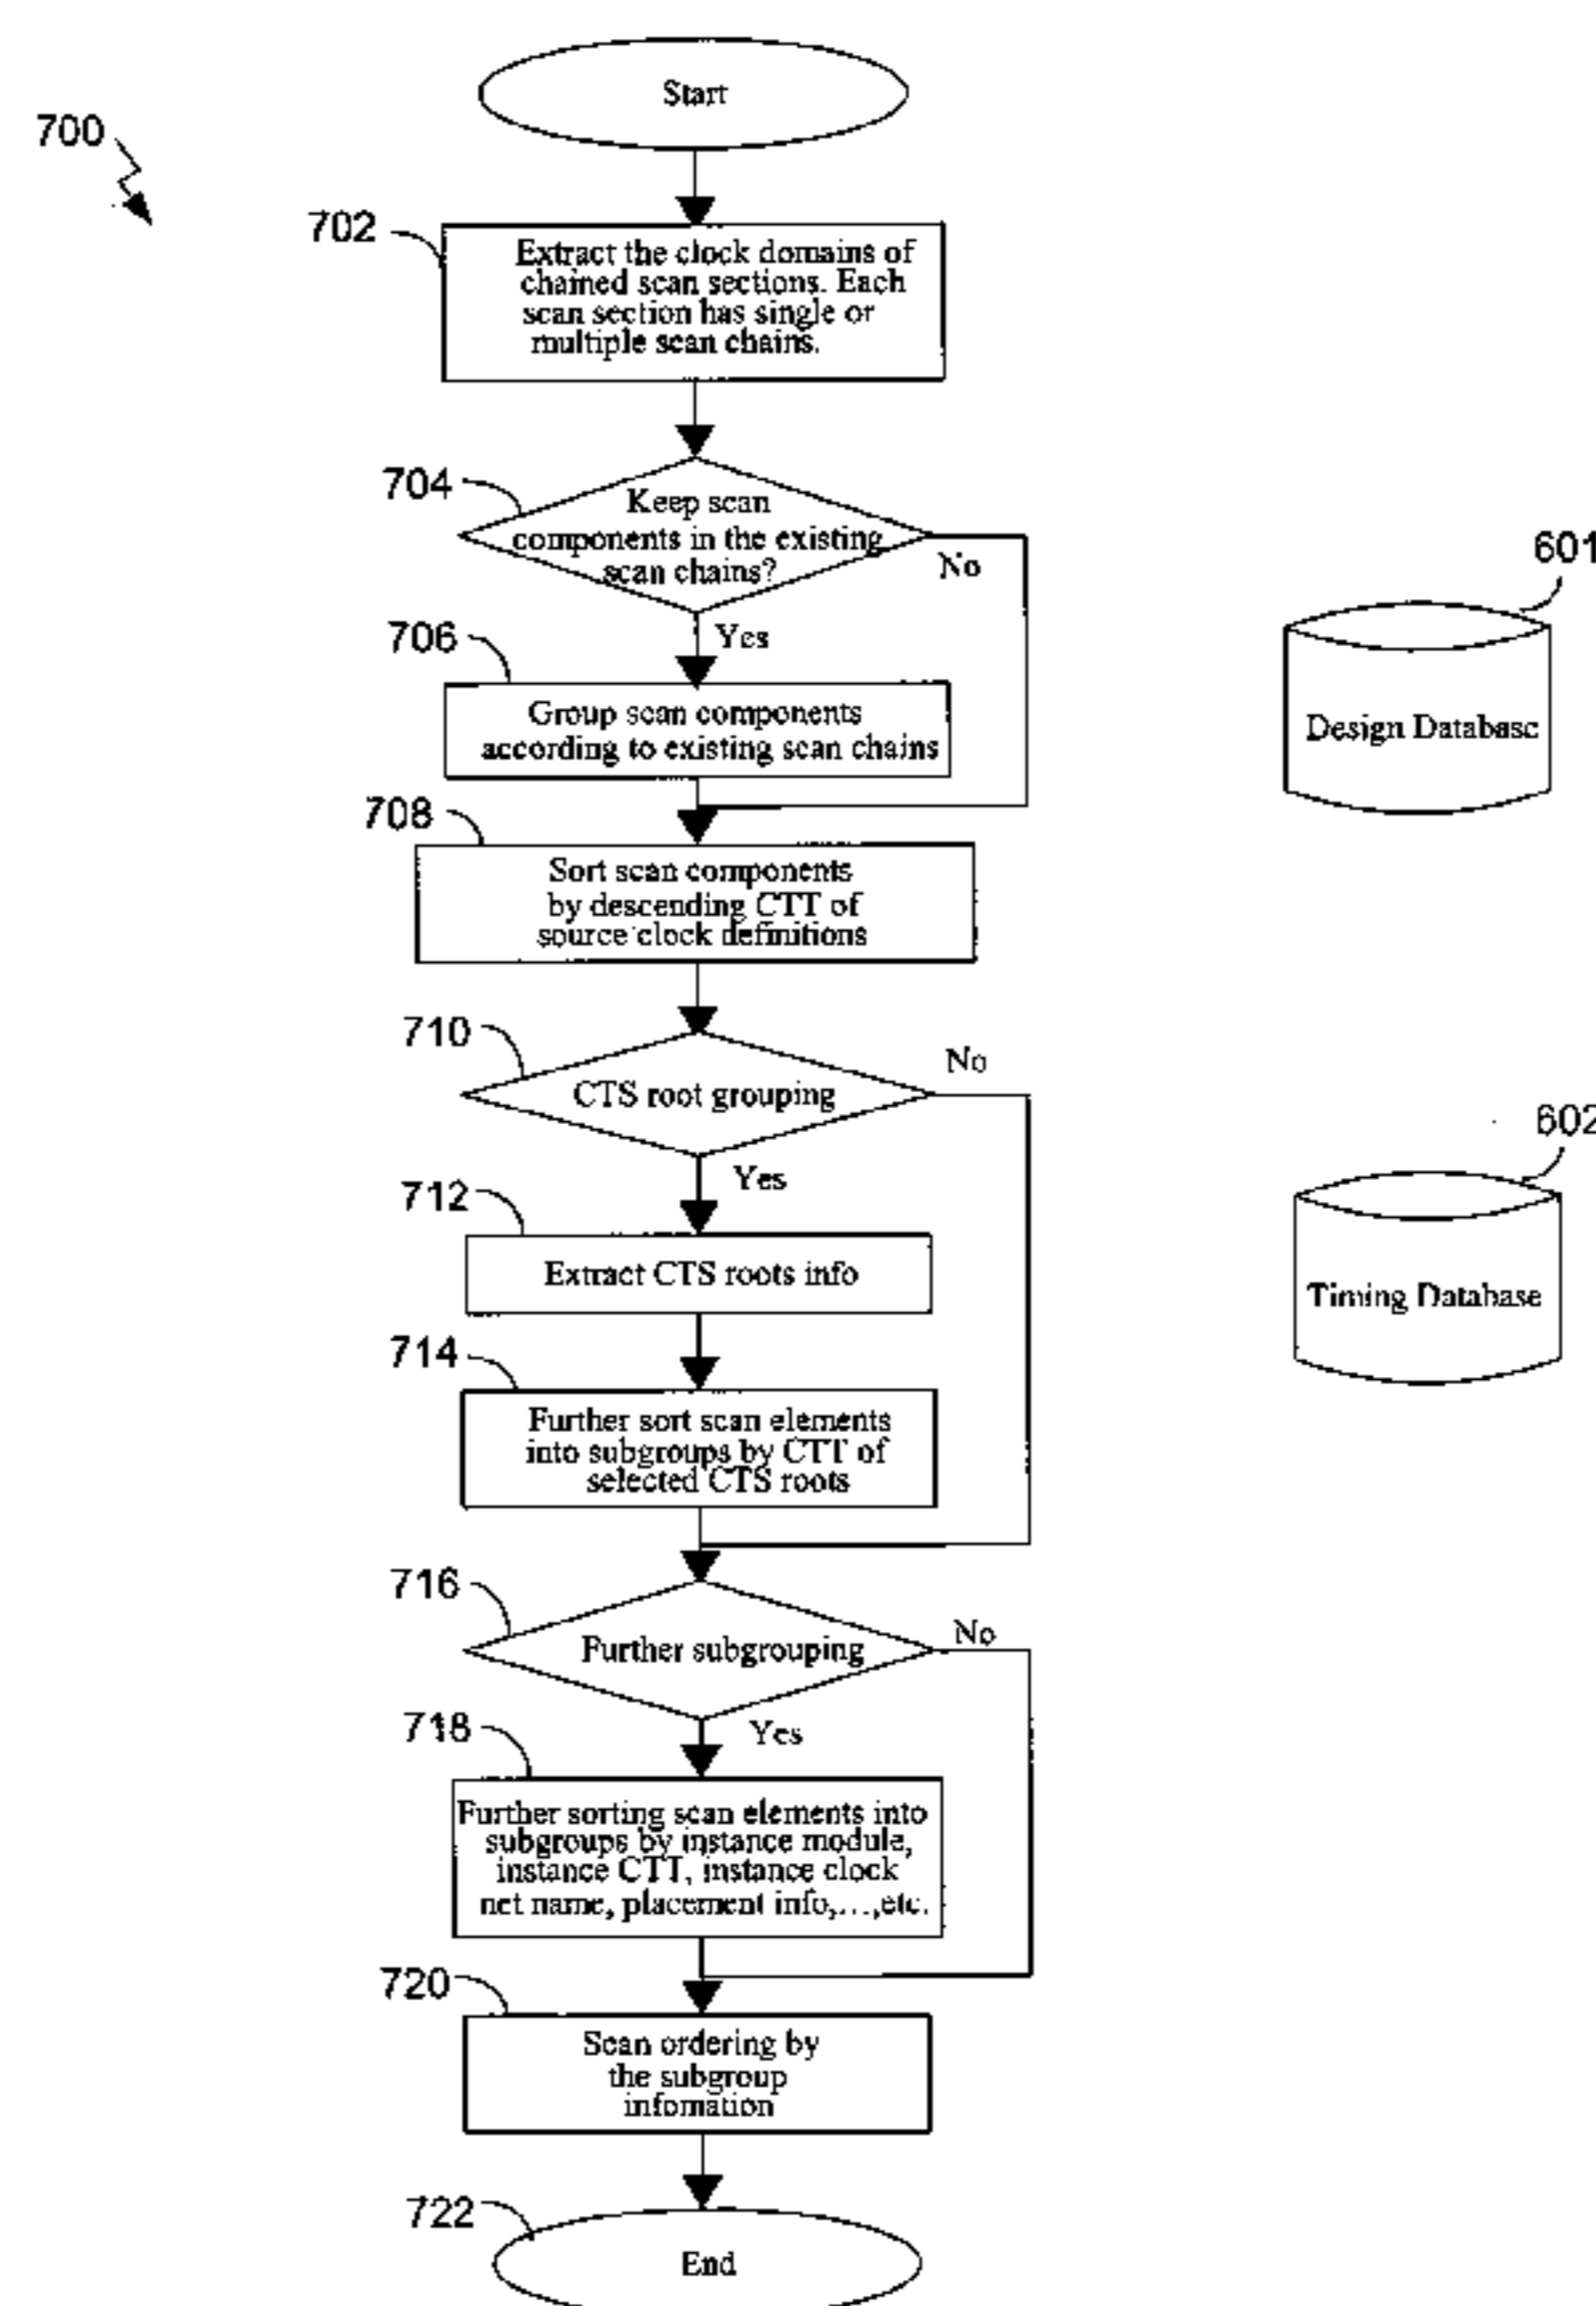 Start
700
702
Extract the clock domains of
chained scan sections. Each
scan section has single or
multiple scan chains.
704
Keep scan
components in the existing
scan chains?
No
Yes
601
Design Database
706
Group scan components
according to existing scan chains
708
Sort scan components
by descending CTT of
source clock definitions
710
CTS root grouping
No
Yes
602
Timing Database
712
Extract CTS roots info
714
Further sort scan elements
into subgroups by CTT of
selected CTS roots
716
Further subgrouping
No
Yes
718
Further sorting scan elements into
subgroups by instance module,
instance CTT, instance clock
net name, placement info,...,etc.
720
Scan ordering by
the subgroup
infomation
722
End